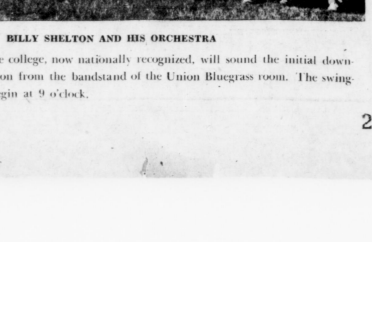 BILLY SHELTON AND HIS ORCHESTRA
e college, now nationally recognized, will sound the initial down-
on from the bandstand of the Union Bluegrass room. The swing-
gin at 9 o'clock.
2